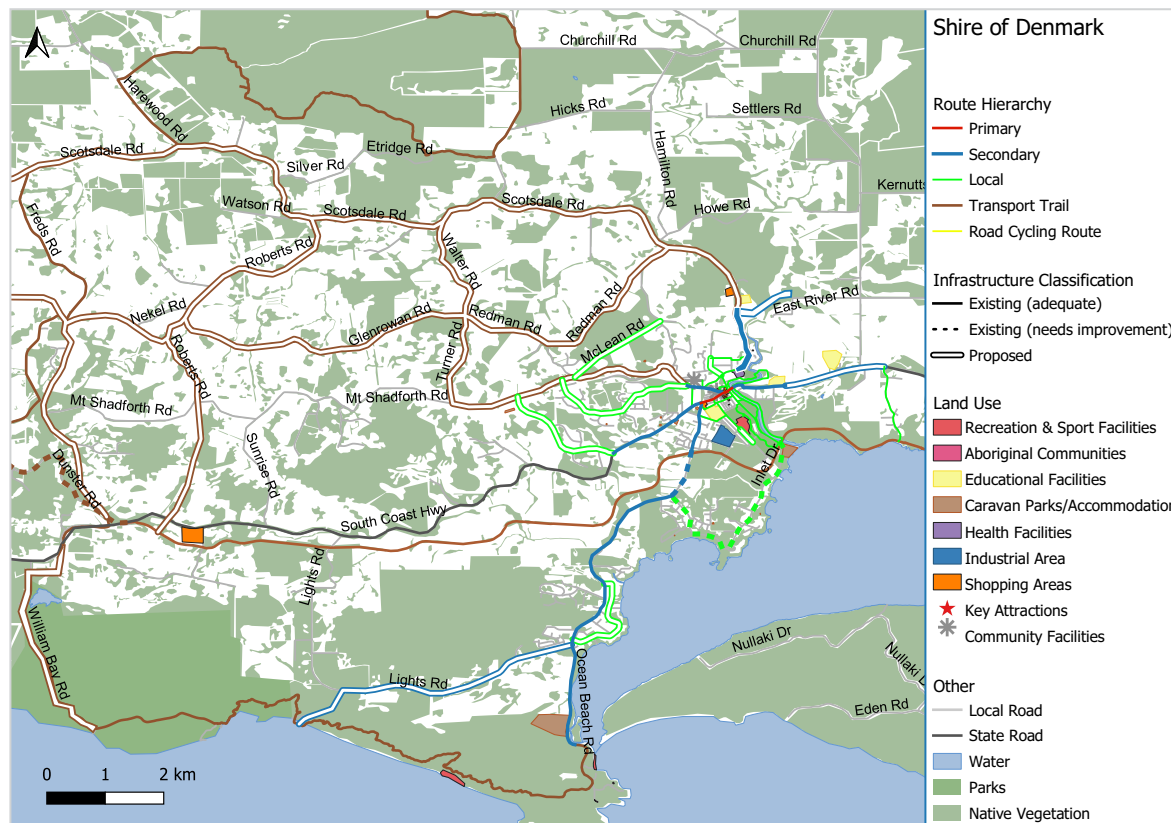 Shire of Denmark
Route Hierarchy
Primary
Secondary
Local
Transport Trail
Road Cycling Route
Infrastructure Classification
Existing (adequate)
Existing (needs improvement)
Proposed
Land Use
Recreation & Sport Facilities
Aboriginal Communities
Educational Facilities
Caravan Parks/Accommodation
Health Facilities
Industrial Area
Shopping Areas
Key Attractions
Community Facilities
Other
Local Road
State Road
Water
Parks
Native Vegetation
Churchill Rd
Churchill Rd
Harewood Rd
Hicks Rd
Settlers Rd
Scotsdale Rd
Etridge Rd
Silver Rd
Hamilton Rd
Kernutts
Freds Rd
Watson Rd
Scotsdale Rd
Scotsdale Rd
Howe Rd
Roberts Rd
Walter Rd
Nekel Rd
Glenrowan Rd
Redman Rd
Redman Rd
East River Rd
McLean Rd
Roberts Rd
Turner Rd
Mt Shadforth Rd
Mt Shadforth Rd
Sunrise Rd
Dunster Rd
Inlet Dr
South Coast Hwy
Lights Rd
William Bay Rd
Lights Rd
Ocean Beach Rd
Nullaki Dr
Nullaki
Eden Rd
0 1 2 km